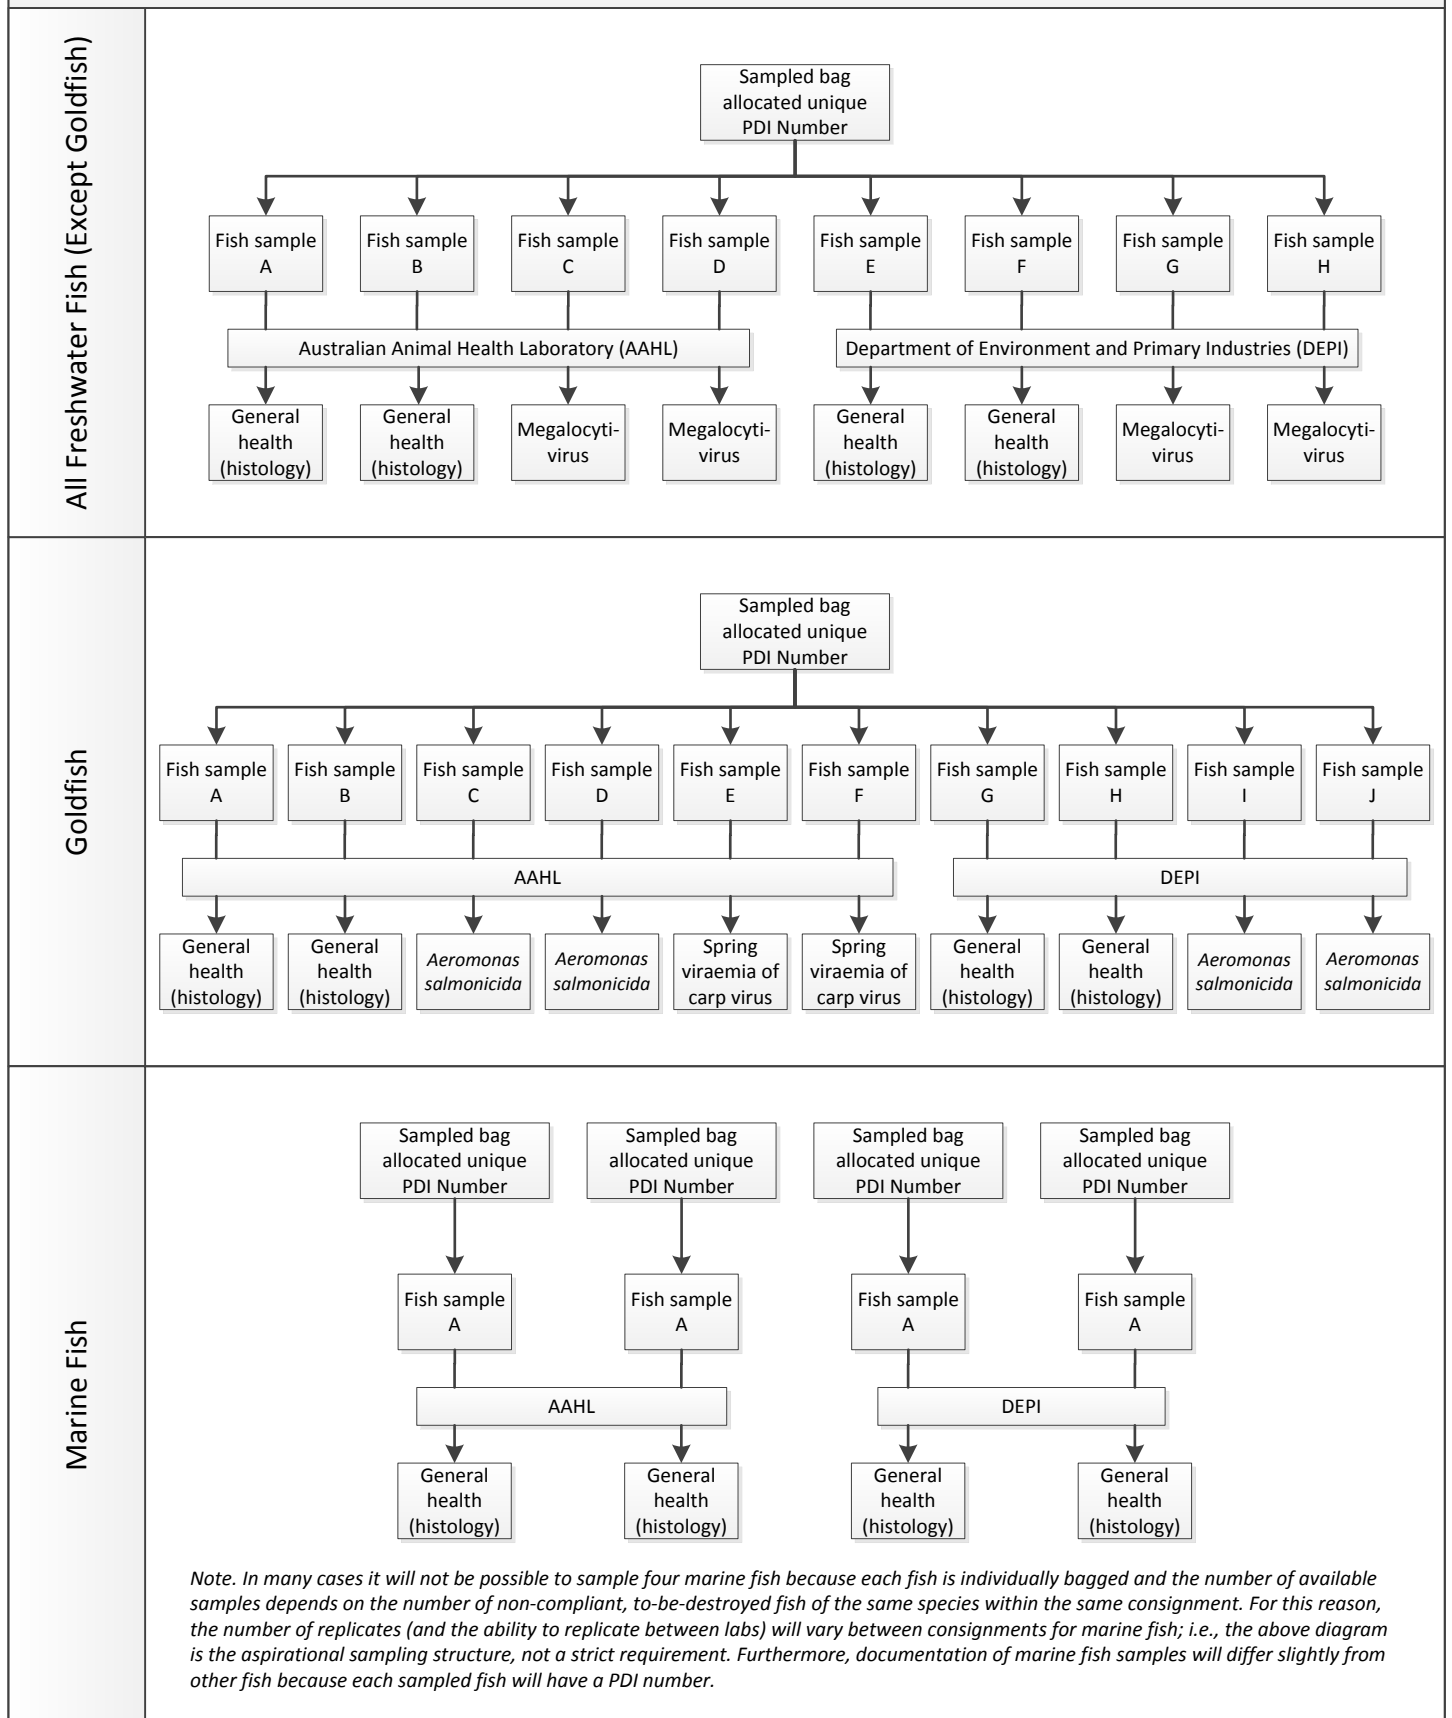 All Freshwater Fish (Except Goldfish)
Sampled bag
allocated unique
PDI Number
Fish sample
A
Fish sample
B
Fish sample
C
Fish sample
D
Fish sample
E
Fish sample
F
Fish sample
G
Fish sample
H
Australian Animal Health Laboratory (AAHL)
Department of Environment and Primary Industries (DEPI)
General
health
(histology)
General
health
(histology)
Megalocyti-
virus
Megalocyti-
virus
General
health
(histology)
General
health
(histology)
Megalocyti-
virus
Megalocyti-
virus
Goldfish
Sampled bag
allocated unique
PDI Number
Fish sample
A
Fish sample
B
Fish sample
C
Fish sample
D
Fish sample
E
Fish sample
F
Fish sample
G
Fish sample
H
Fish sample
I
Fish sample
J
AAHL
DEPI
General
health
(histology)
General
health
(histology)
Aeromonas
salmonicida
Aeromonas
salmonicida
Spring
viraemia of
carp virus
Spring
viraemia of
carp virus
General
health
(histology)
General
health
(histology)
Aeromonas
salmonicida
Aeromonas
salmonicida
Marine Fish
Sampled bag
allocated unique
PDI Number
Sampled bag
allocated unique
PDI Number
Sampled bag
allocated unique
PDI Number
Sampled bag
allocated unique
PDI Number
Fish sample
A
Fish sample
A
Fish sample
A
Fish sample
A
AAHL
DEPI
General
health
(histology)
General
health
(histology)
General
health
(histology)
General
health
(histology)
Note. In many cases it will not be possible to sample four marine fish because each fish is individually bagged and the number of available
samples depends on the number of non-compliant, to-be-destroyed fish of the same species within the same consignment. For this reason,
the number of replicates (and the ability to replicate between labs) will vary between consignments for marine fish; i.e., the above diagram
is the aspirational sampling structure, not a strict requirement. Furthermore, documentation of marine fish samples will differ slightly from
other fish because each sampled fish will have a PDI number.